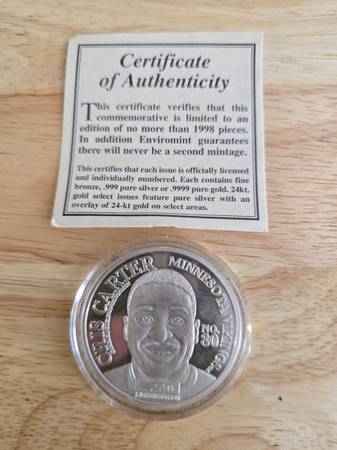 Certificate
of Authenticity
This certificate verifies that this
commemorative is limited to an
edition of no more than 1998 pieces.
In addition Enviromint guarantees
there will never be a second mintage.
This certifies that each issue is officially licensed
and individually numbered. Each contains fine
bronze, .999 pure silver or .9999 pure gold. 24kt.
gold select issues feature pure silver with an
overlay of 24-kt gold on select areas.
CRIS CARTER
MINNESOTA VIKINGS
NO.
80